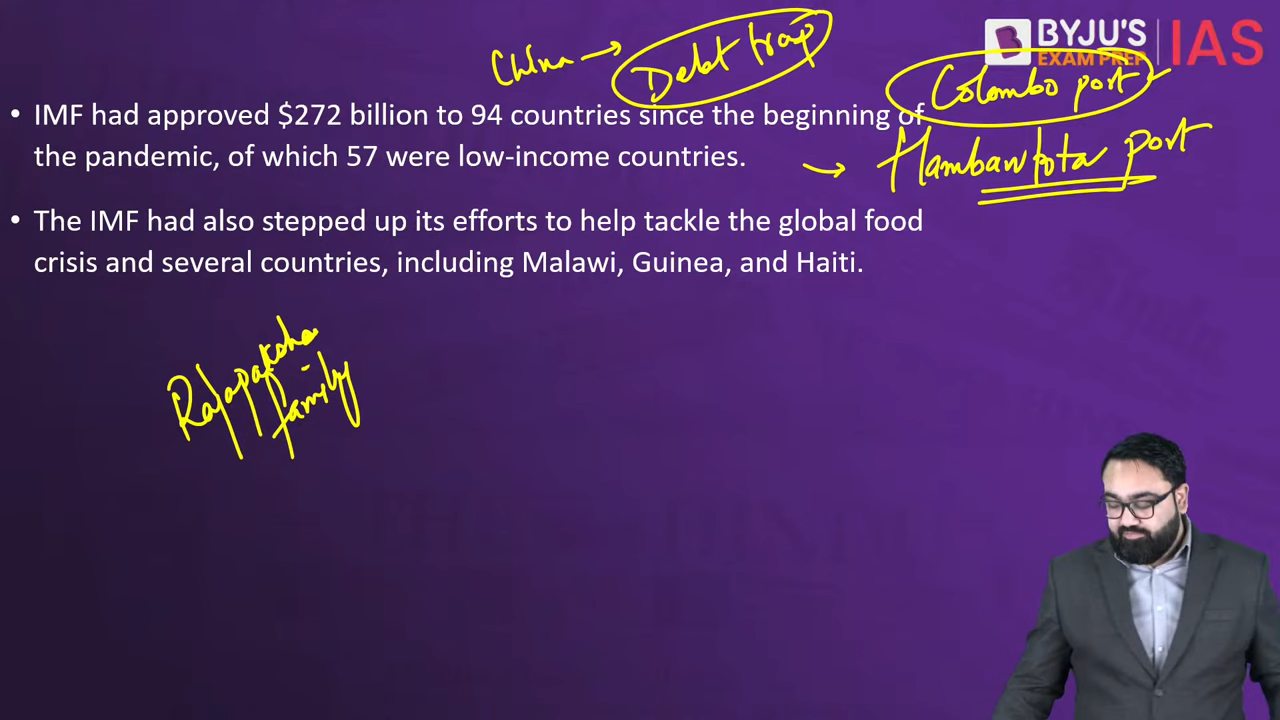 China → Debt trap
BYJU'S
EXAM PREP
IAS
Colombo port
→ Hambantota port
• IMF had approved $272 billion to 94 countries since the beginning of
the pandemic, of which 57 were low-income countries.
• The IMF had also stepped up its efforts to help tackle the global food
crisis and several countries, including Malawi, Guinea, and Haiti.
Rajapaksha
family